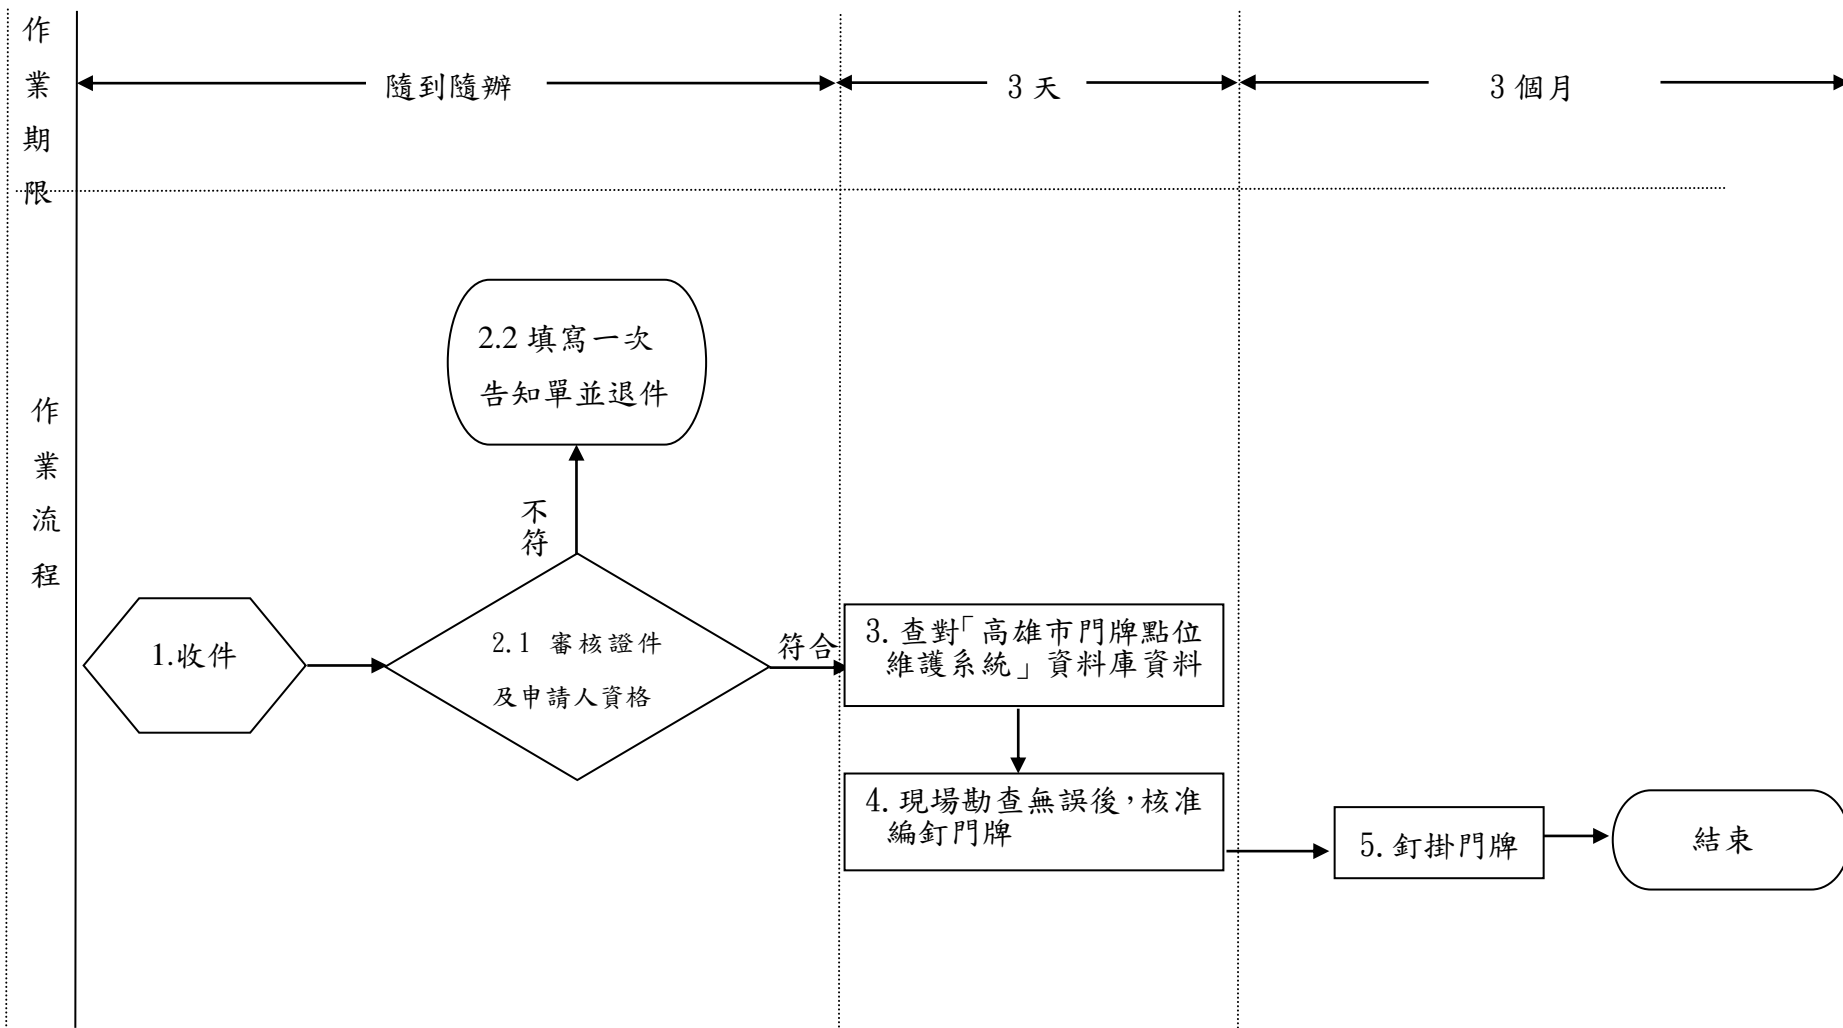 作業期限
隨到隨辦
3 天
3 個月
作業流程
2.2 填寫一次
告知單並退件
不符
1.收件
2.1 審核證件
及申請人資格
符合
3. 查對「高雄市門牌點位
維護系統」資料庫資料
4. 現場勘查無誤後，核准
編釘門牌
5. 釘掛門牌
結束